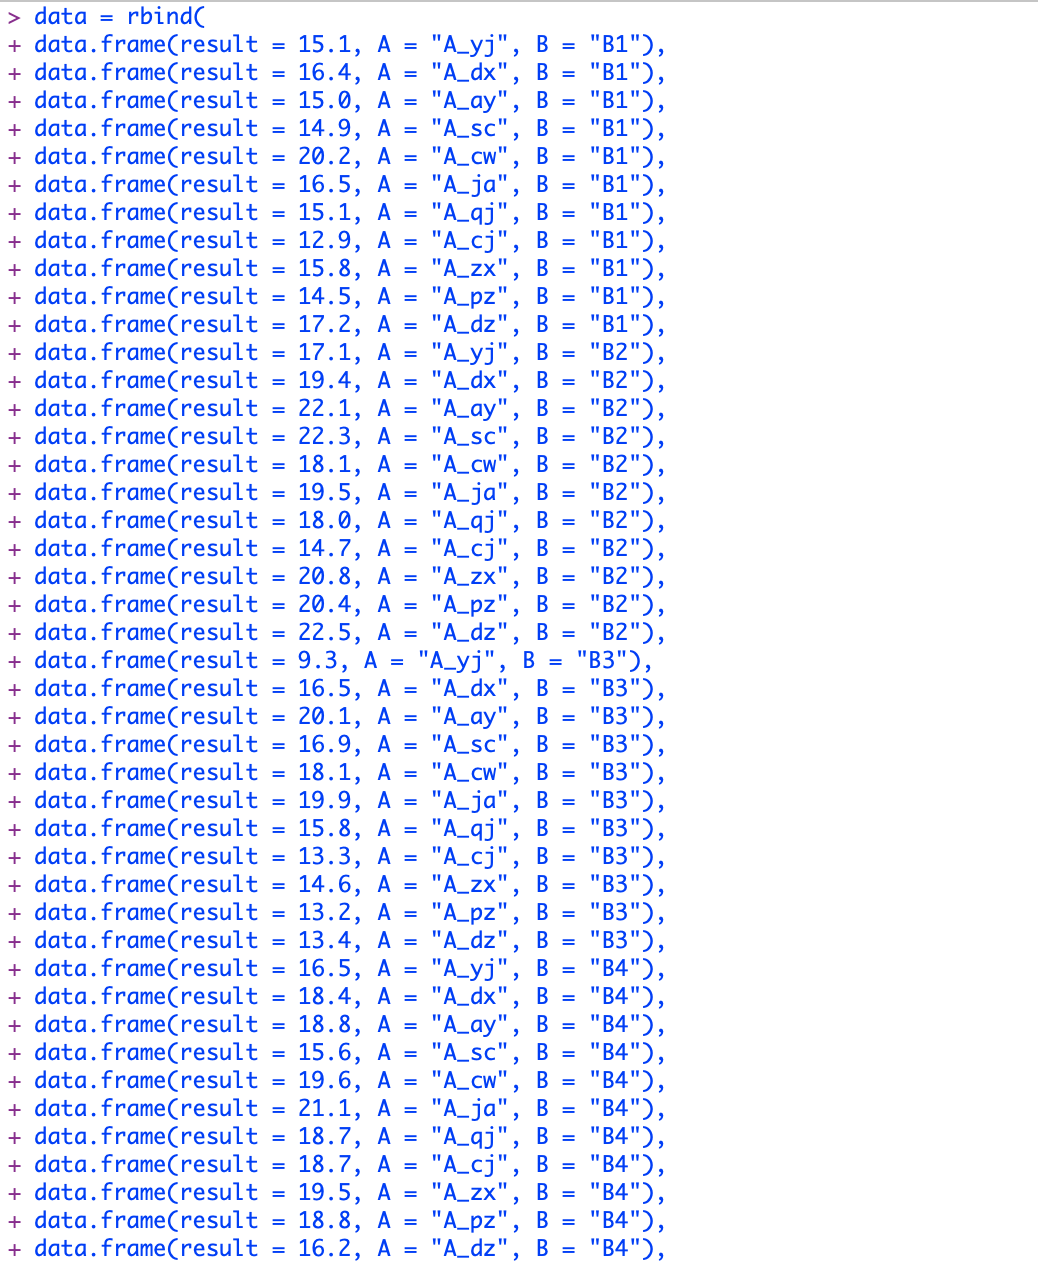 > data = rbind(
+ data.frame(result = 15.1, A = "A_yj", B = "B1"),
+ data.frame(result = 16.4, A = "A_dx", B = "B1"),
+ data.frame(result = 15.0, A = "A_ay", B = "B1"),
+ data.frame(result = 14.9, A = "A_sc", B = "B1"),
+ data.frame(result = 20.2, A = "A_cw", B = "B1"),
+ data.frame(result = 16.5, A = "A_ja", B = "B1"),
+ data.frame(result = 15.1, A = "A_qj", B = "B1"),
+ data.frame(result = 12.9, A = "A_cj", B = "B1"),
+ data.frame(result = 15.8, A = "A_zx", B = "B1"),
+ data.frame(result = 14.5, A = "A_pz", B = "B1"),
+ data.frame(result = 17.2, A = "A_dz", B = "B1"),
+ data.frame(result = 17.1, A = "A_yj", B = "B2"),
+ data.frame(result = 19.4, A = "A_dx", B = "B2"),
+ data.frame(result = 22.1, A = "A_ay", B = "B2"),
+ data.frame(result = 22.3, A = "A_sc", B = "B2"),
+ data.frame(result = 18.1, A = "A_cw", B = "B2"),
+ data.frame(result = 19.5, A = "A_ja", B = "B2"),
+ data.frame(result = 18.0, A = "A_qj", B = "B2"),
+ data.frame(result = 14.7, A = "A_cj", B = "B2"),
+ data.frame(result = 20.8, A = "A_zx", B = "B2"),
+ data.frame(result = 20.4, A = "A_pz", B = "B2"),
+ data.frame(result = 22.5, A = "A_dz", B = "B2"),
+ data.frame(result = 9.3, A = "A_yj", B = "B3"),
+ data.frame(result = 16.5, A = "A_dx", B = "B3"),
+ data.frame(result = 20.1, A = "A_ay", B = "B3"),
+ data.frame(result = 16.9, A = "A_sc", B = "B3"),
+ data.frame(result = 18.1, A = "A_cw", B = "B3"),
+ data.frame(result = 19.9, A = "A_ja", B = "B3"),
+ data.frame(result = 15.8, A = "A_qj", B = "B3"),
+ data.frame(result = 13.3, A = "A_cj", B = "B3"),
+ data.frame(result = 14.6, A = "A_zx", B = "B3"),
+ data.frame(result = 13.2, A = "A_pz", B = "B3"),
+ data.frame(result = 13.4, A = "A_dz", B = "B3"),
+ data.frame(result = 16.5, A = "A_yj", B = "B4"),
+ data.frame(result = 18.4, A = "A_dx", B = "B4"),
+ data.frame(result = 18.8, A = "A_ay", B = "B4"),
+ data.frame(result = 15.6, A = "A_sc", B = "B4"),
+ data.frame(result = 19.6, A = "A_cw", B = "B4"),
+ data.frame(result = 21.1, A = "A_ja", B = "B4"),
+ data.frame(result = 18.7, A = "A_qj", B = "B4"),
+ data.frame(result = 18.7, A = "A_cj", B = "B4"),
+ data.frame(result = 19.5, A = "A_zx", B = "B4"),
+ data.frame(result = 18.8, A = "A_pz", B = "B4"),
+ data.frame(result = 16.2, A = "A_dz", B = "B4"),